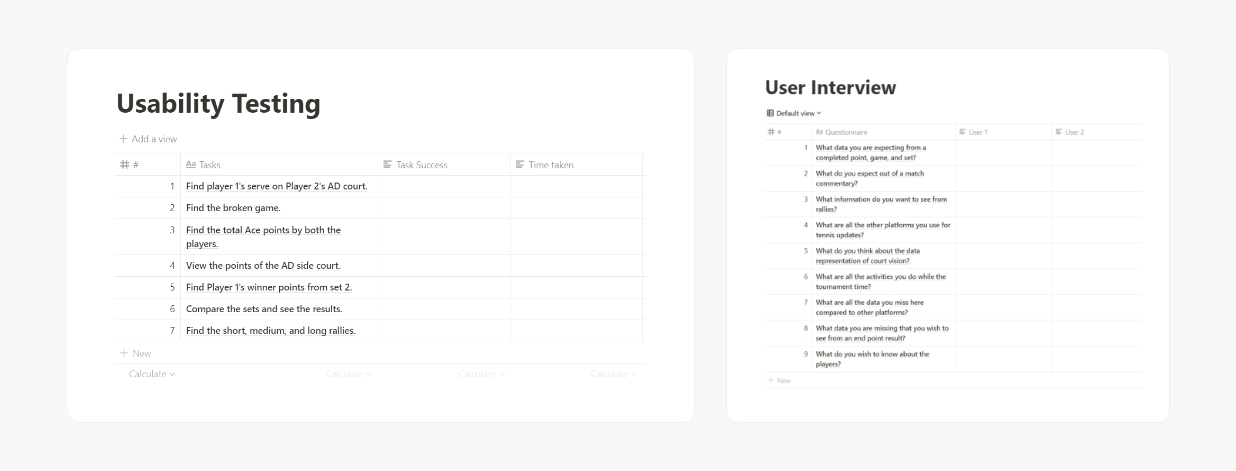 Usability Testing
+ Add a view
# # Aa Tasks Task Success Time taken
1 Find player 1's serve on Player 2's AD court.
2 Find the broken game.
3 Find the total Ace points by both the
players.
4 View the points of the AD side court.
5 Find Player 1's winner points from set 2.
6 Compare the sets and see the results.
7 Find the short, medium, and long rallies.
+ New
Calculate Calculate Calculate Calculate
User Interview
Default view
# # Aa Questionnaire User 1 User 2
1 What data you are expecting from a
completed point, game, and set?
2 What do you expect out of a match
commentary?
3 What information do you want to see from
rallies?
4 What are all the other platforms you use for
tennis updates?
5 What do you think about the data
representation of court vision?
6 What are all the activities you do while the
tournament time?
7 What are all the data you miss here
compared to other platforms?
8 What data you are missing that you wish to
see from an end point result?
9 What do you wish to know about the
players?
+ New